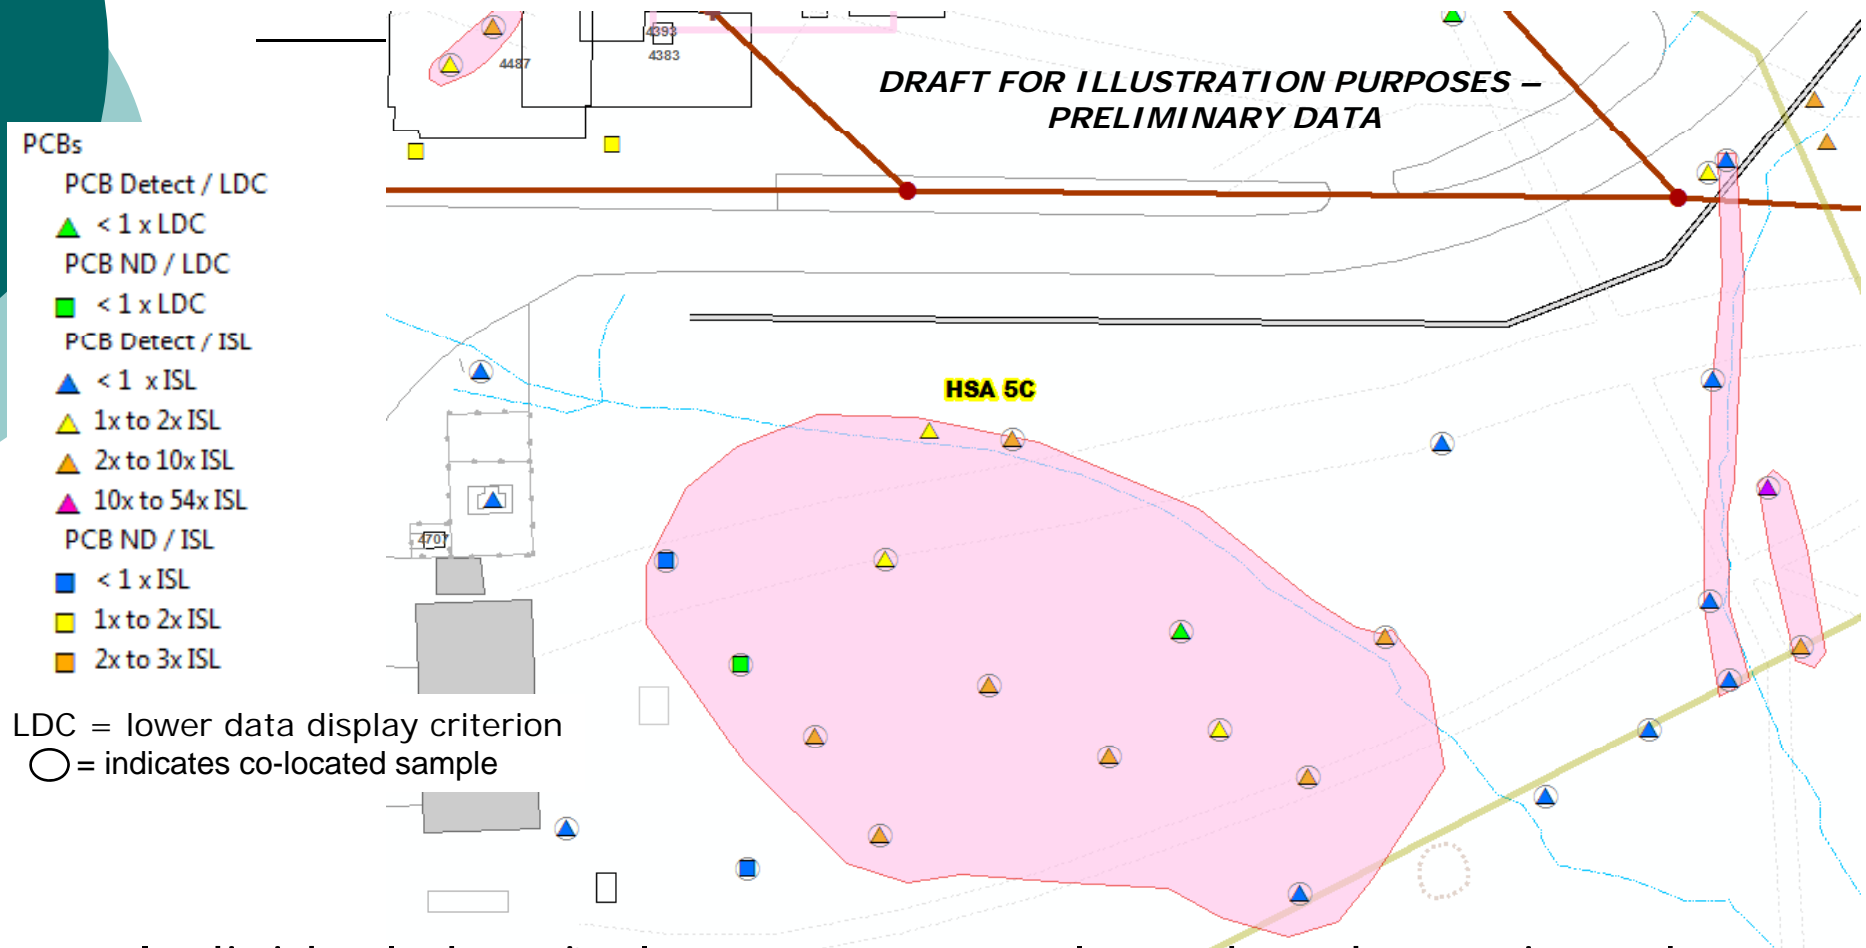 DRAFT FOR ILLUSTRATION PURPOSES –
PRELIMINARY DATA
4393
4383
4487
PCBs
PCB Detect / LDC
< 1 x LDC
PCB ND / LDC
< 1 x LDC
PCB Detect / ISL
< 1 x ISL
1x to 2x ISL
2x to 10x ISL
10x to 54x ISL
PCB ND / ISL
< 1 x ISL
1x to 2x ISL
2x to 3x ISL
LDC = lower data display criterion
= indicates co-located sample
HSA 5C
4707